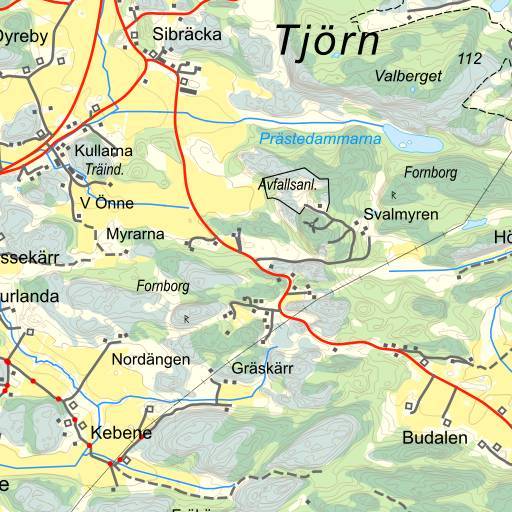 Dyreby
Sibräcka
Tjörn
112
Valberget
Prästedammarna
Kullarna
Träind.
Avfallsanl.
Fornborg
R
V Önne
Svalmyren
Myrarna
Hö
ssekärr
Fornborg
urlanda
R
Nordängen
Gräskärr
Kebene
Budalen
e